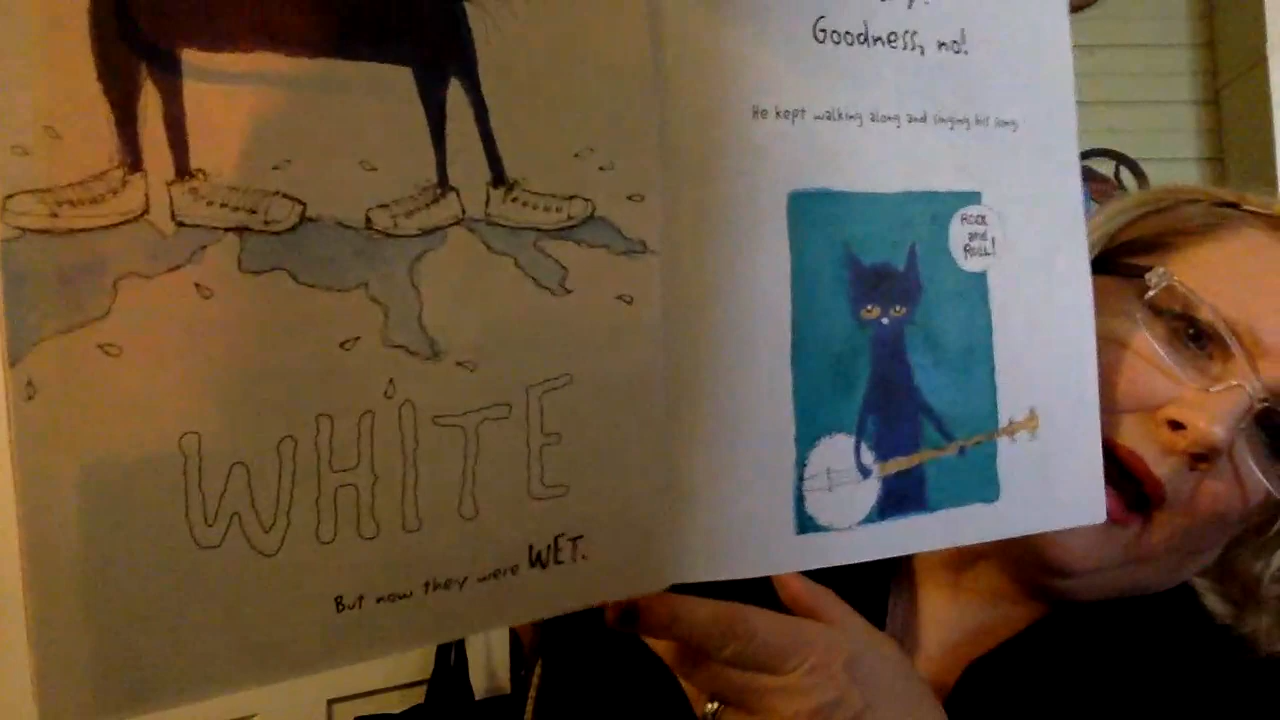 WHITE
But now they were WET.
Goodness, no!
He kept walking along and singing his song.
ROCK
and
ROLL!